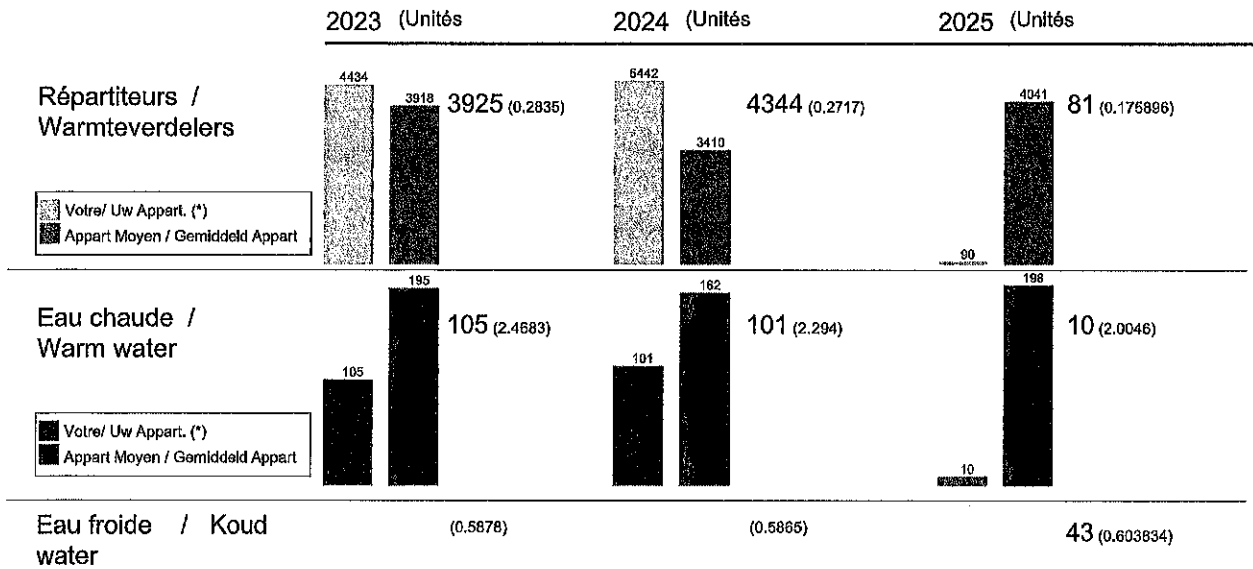 2023 (Unités 2024 (Unités 2025 (Unités
Répartiteurs /
Warmteverdelers
4434
3918
3925 (0.2835)
6442
3410
4344 (0.2717)
90
4041
81 (0.175896)
Votre/ Uw Appart. (*)
Appart Moyen / Gemiddeld Appart
Eau chaude /
Warm water
105
195
105 (2.4683)
101
162
101 (2.294)
10
198
10 (2.0046)
Votre/ Uw Appart. (*)
Appart Moyen / Gemiddeld Appart
Eau froide / Koud
water
(0.5878)
(0.5865)
43 (0.603834)